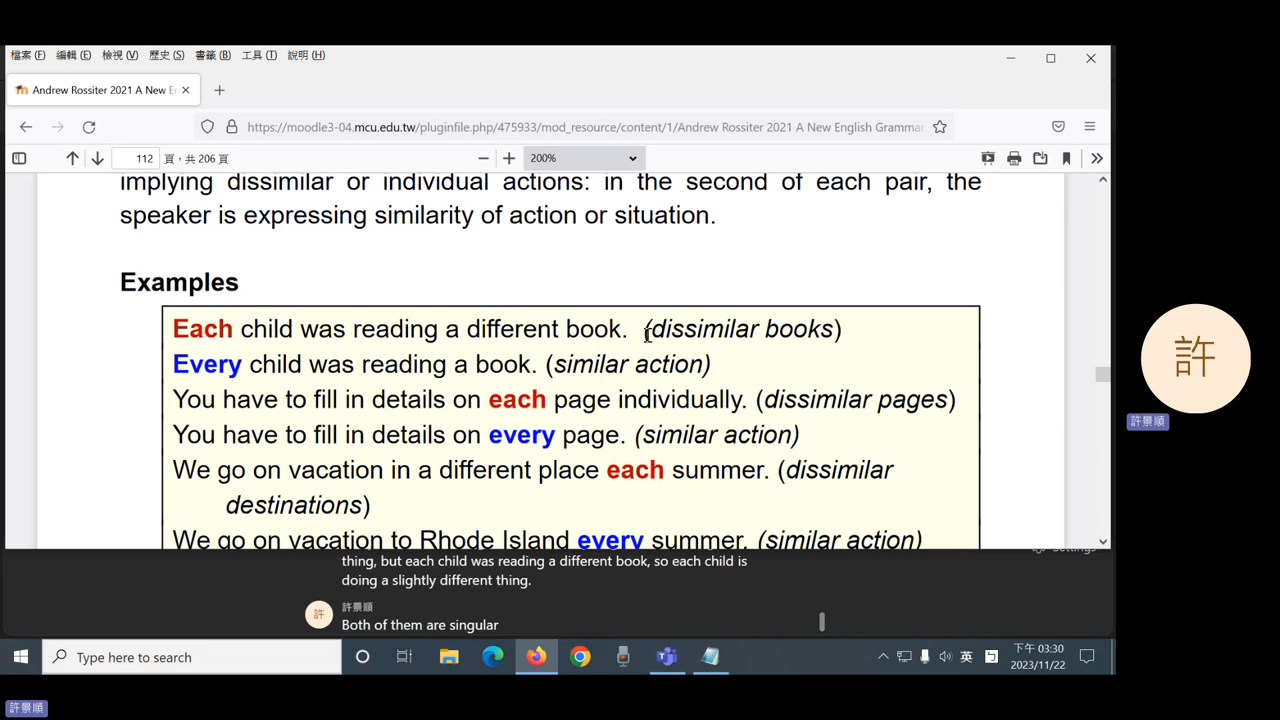 檔案 (F) 編輯 (E) 檢視 (V) 歷史 (S) 書籤 (B) 工具 (T) 說明 (H)
Andrew Rossiter 2021 A New En
https://moodle3-04.mcu.edu.tw/pluginfile.php/475933/mod_resource/content/1/Andrew Rossiter 2021 A New English Grammar
112 頁,共 206 頁 200%
implying dissimilar or individual actions: in the second of each pair, the
speaker is expressing similarity of action or situation.
Examples
Each child was reading a different book. (dissimilar books)
Every child was reading a book. (similar action)
You have to fill in details on each page individually. (dissimilar pages)
You have to fill in details on every page. (similar action)
We go on vacation in a different place each summer. (dissimilar
destinations)
We go on vacation to Rhode Island every summer. (similar action)
Settings
thing, but each child was reading a different book, so each child is
doing a slightly different thing.
許
許景順
Both of them are singular
許
許景順
Type here to search
英
下午 03:30
2023/11/22
許景順